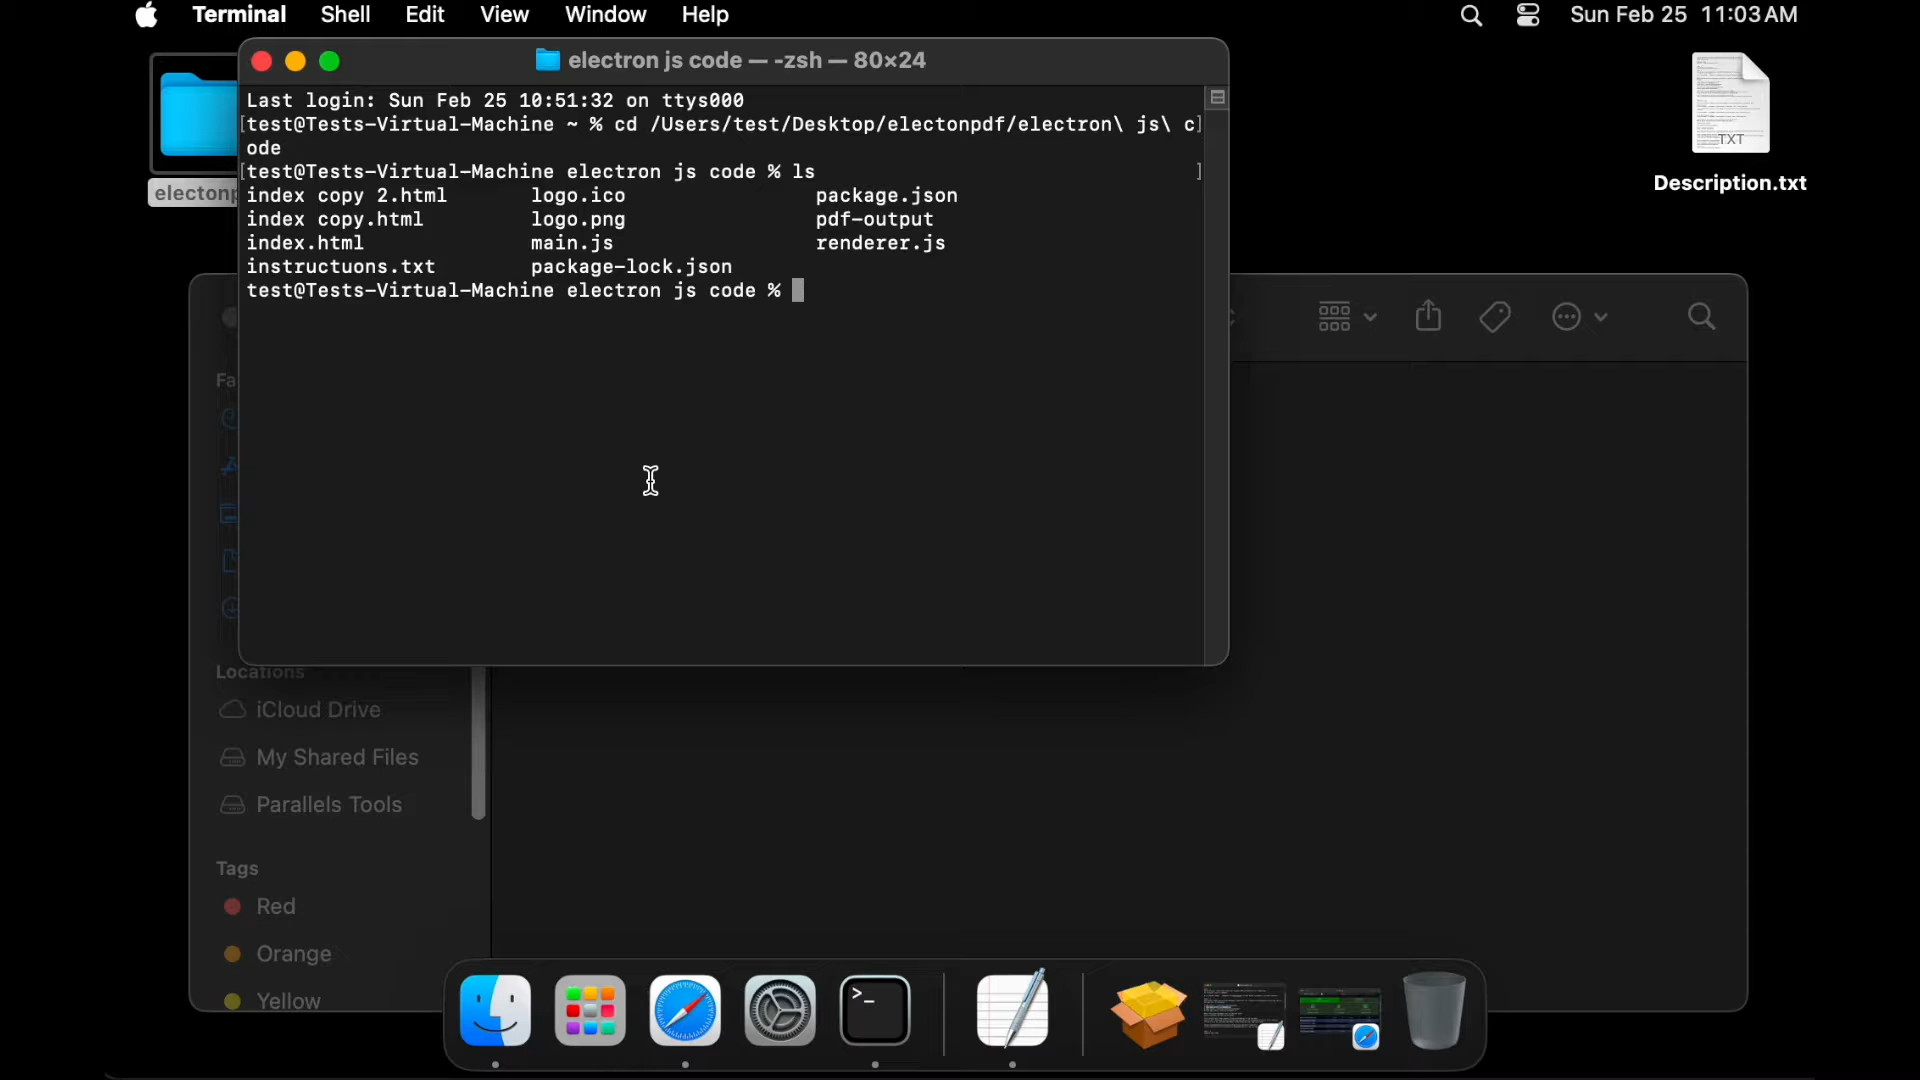 Terminal Shell Edit View Window Help Sun Feb 25 11:03 AM
electron js code — -zsh — 80×24
Last login: Sun Feb 25 10:51:32 on ttys000
[test@Tests-Virtual-Machine ~ % cd /Users/test/Desktop/electonpdf/electron\ js\ c]
ode
[test@Tests-Virtual-Machine electron js code % ls ]
index copy 2.html logo.ico package.json
index copy.html logo.png pdf-output
index.html main.js renderer.js
instructuons.txt package-lock.json
test@Tests-Virtual-Machine electron js code %
electonp
TXT
Description.txt
Fa
Locations
iCloud Drive
My Shared Files
Parallels Tools
Tags
Red
Orange
Yellow